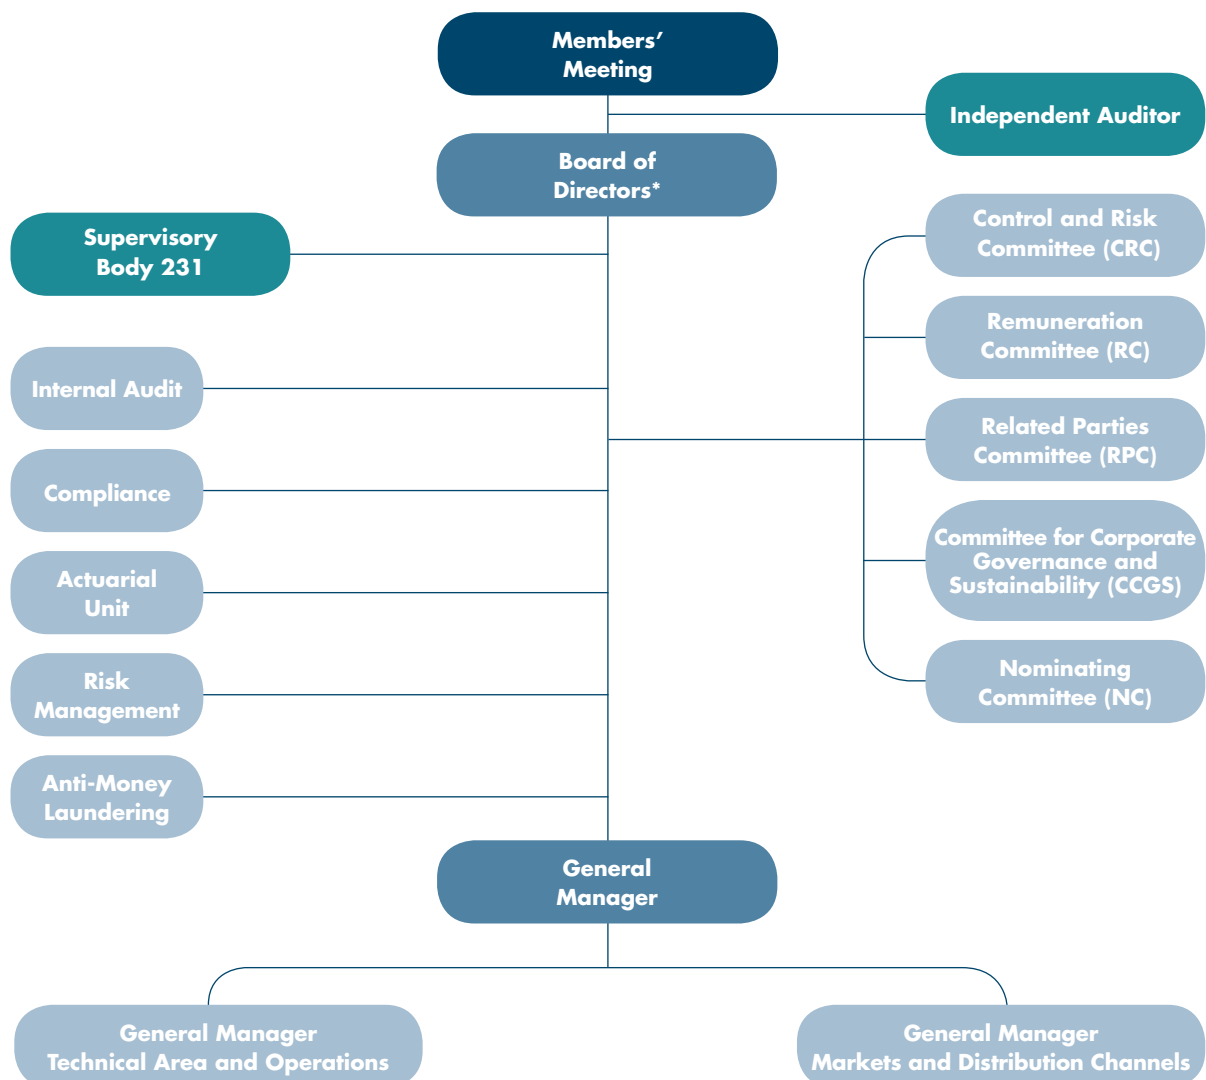 Members’
Meeting
Independent Auditor
Board of
Directors*
Supervisory
Body 231
Control and Risk
Committee (CRC)
Remuneration
Committee (RC)
Internal Audit
Related Parties
Committee (RPC)
Compliance
Committee for Corporate
Governance and
Sustainability (CCGS)
Actuarial
Unit
Nominating
Committee (NC)
Risk
Management
Anti-Money
Laundering
General
Manager
General Manager
Technical Area and Operations
General Manager
Markets and Distribution Channels